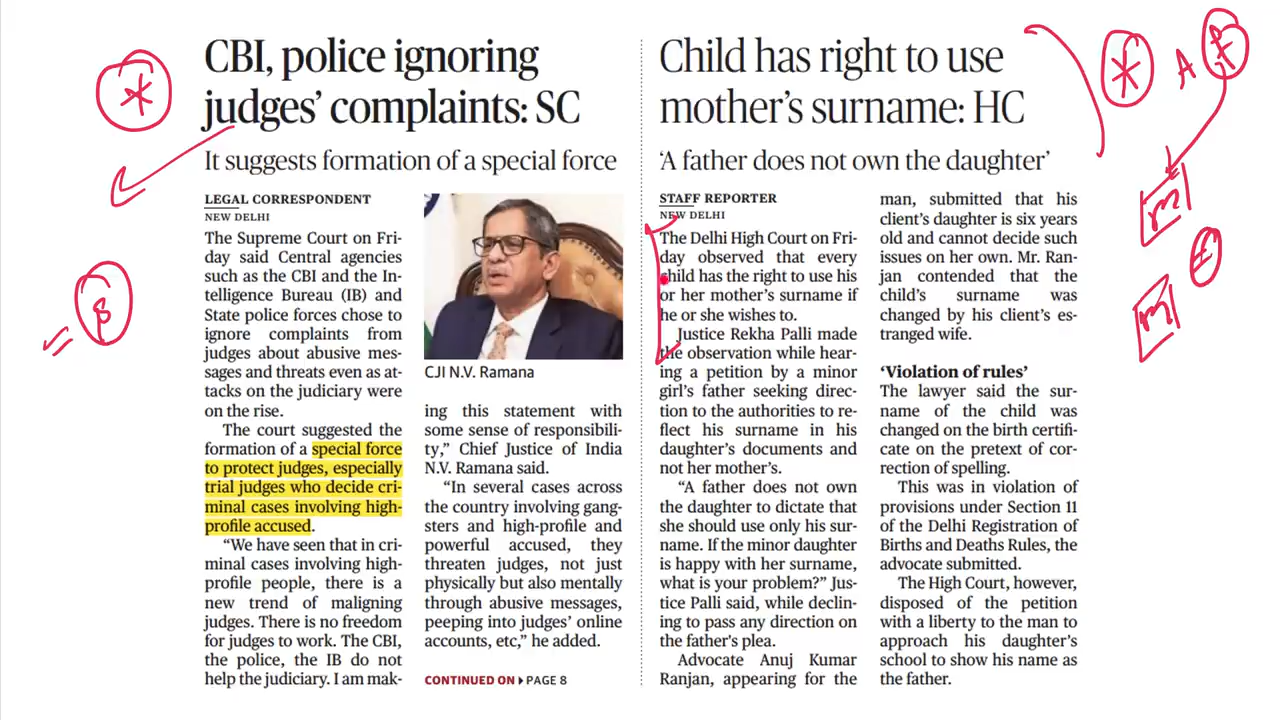 CBI, police ignoring
judges’ complaints: SC
It suggests formation of a special force
LEGAL CORRESPONDENT
NEW DELHI
The Supreme Court on Fri-
day said Central agencies
such as the CBI and the In-
telligence Bureau (IB) and
State police forces chose to
ignore complaints from
judges about abusive mes-
sages and threats even as at-
tacks on the judiciary were
on the rise.
The court suggested the
formation of a special force
to protect judges, especially
trial judges who decide cri-
minal cases involving high-
profile accused.
“We have seen that in cri-
minal cases involving high-
profile people, there is a
new trend of maligning
judges. There is no freedom
for judges to work. The CBI,
the police, the IB do not
help the judiciary. I am mak-
CJI N.V. Ramana
ing this statement with
some sense of responsibili-
ty,” Chief Justice of India
N.V. Ramana said.
“In several cases across
the country involving gang-
sters and high-profile and
powerful accused, they
threaten judges, not just
physically but also mentally
through abusive messages,
peeping into judges’ online
accounts, etc,” he added.
CONTINUED ON PAGE 8
Child has right to use
mother’s surname: HC
‘A father does not own the daughter’
STAFF REPORTER
NEW DELHI
The Delhi High Court on Fri-
day observed that every
child has the right to use his
or her mother’s surname if
he or she wishes to.
Justice Rekha Palli made
the observation while hear-
ing a petition by a minor
girl’s father seeking direc-
tion to the authorities to re-
flect his surname in his
daughter’s documents and
not her mother’s.
“A father does not own
the daughter to dictate that
she should use only his sur-
name. If the minor daughter
is happy with her surname,
what is your problem?” Jus-
tice Palli said, while declin-
ing to pass any direction on
the father’s plea.
Advocate Anuj Kumar
Ranjan, appearing for the
man, submitted that his
client’s daughter is six years
old and cannot decide such
issues on her own. Mr. Ran-
jan contended that the
child’s surname was
changed by his client’s es-
tranged wife.
‘Violation of rules’
The lawyer said the sur-
name of the child was
changed on the birth certifi-
cate on the pretext of cor-
rection of spelling.
This was in violation of
provisions under Section 11
of the Delhi Registration of
Births and Deaths Rules, the
advocate submitted.
The High Court, however,
disposed of the petition
with a liberty to the man to
approach his daughter’s
school to show his name as
the father.
A